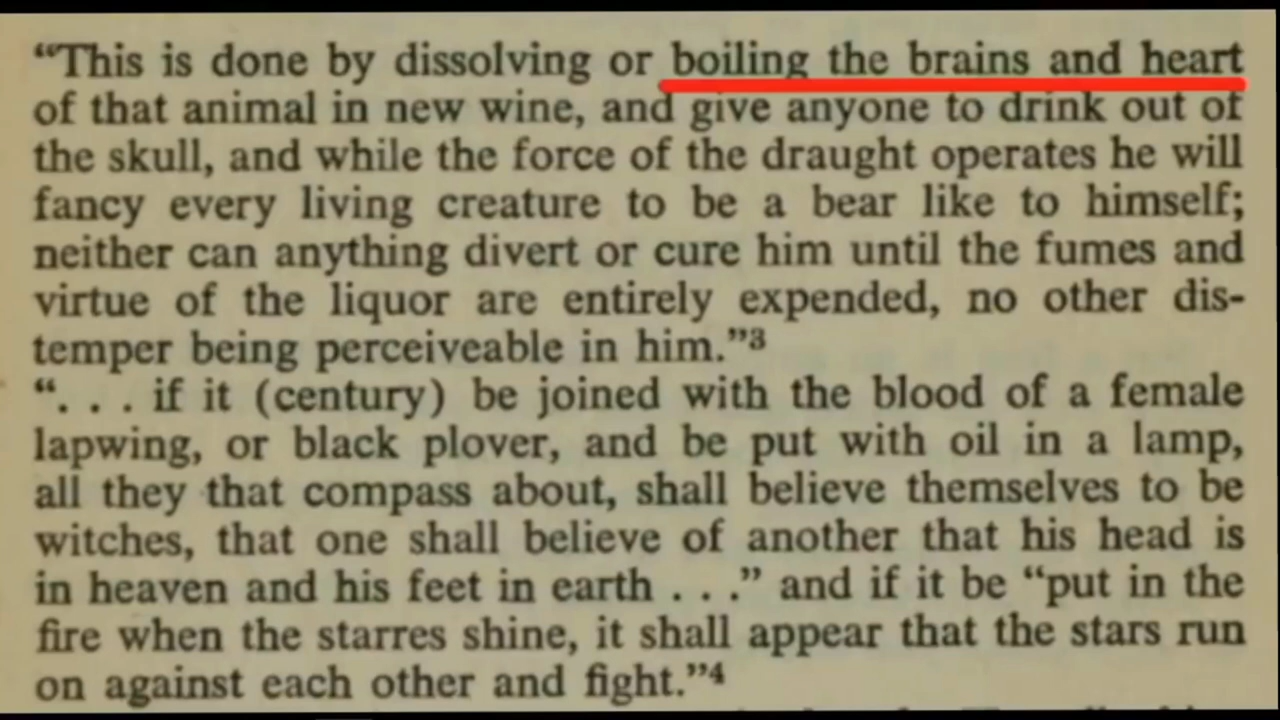 “This is done by dissolving or boiling the brains and heart
of that animal in new wine, and give anyone to drink out of
the skull, and while the force of the draught operates he will
fancy every living creature to be a bear like to himself;
neither can anything divert or cure him until the fumes and
virtue of the liquor are entirely expended, no other dis-
temper being perceiveable in him.”3
“. . . if it (century) be joined with the blood of a female
lapwing, or black plover, and be put with oil in a lamp,
all they that compass about, shall believe themselves to be
witches, that one shall believe of another that his head is
in heaven and his feet in earth . . .” and if it be “put in the
fire when the starres shine, it shall appear that the stars run
on against each other and fight.”4